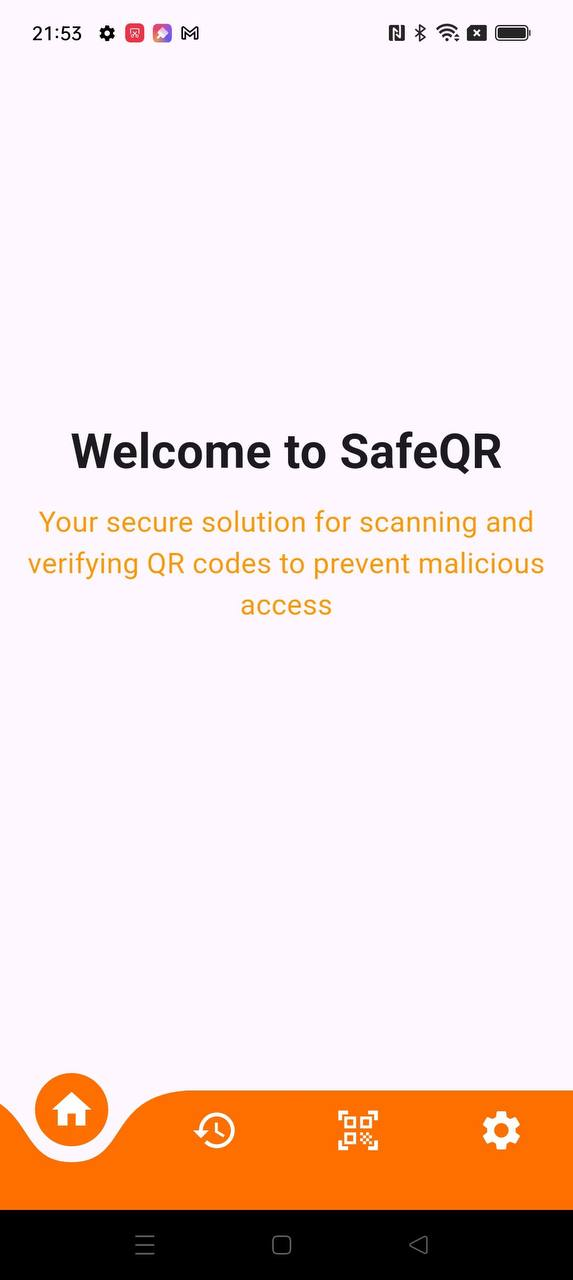 21:53
Welcome to SafeQR
Your secure solution for scanning and
verifying QR codes to prevent malicious
access